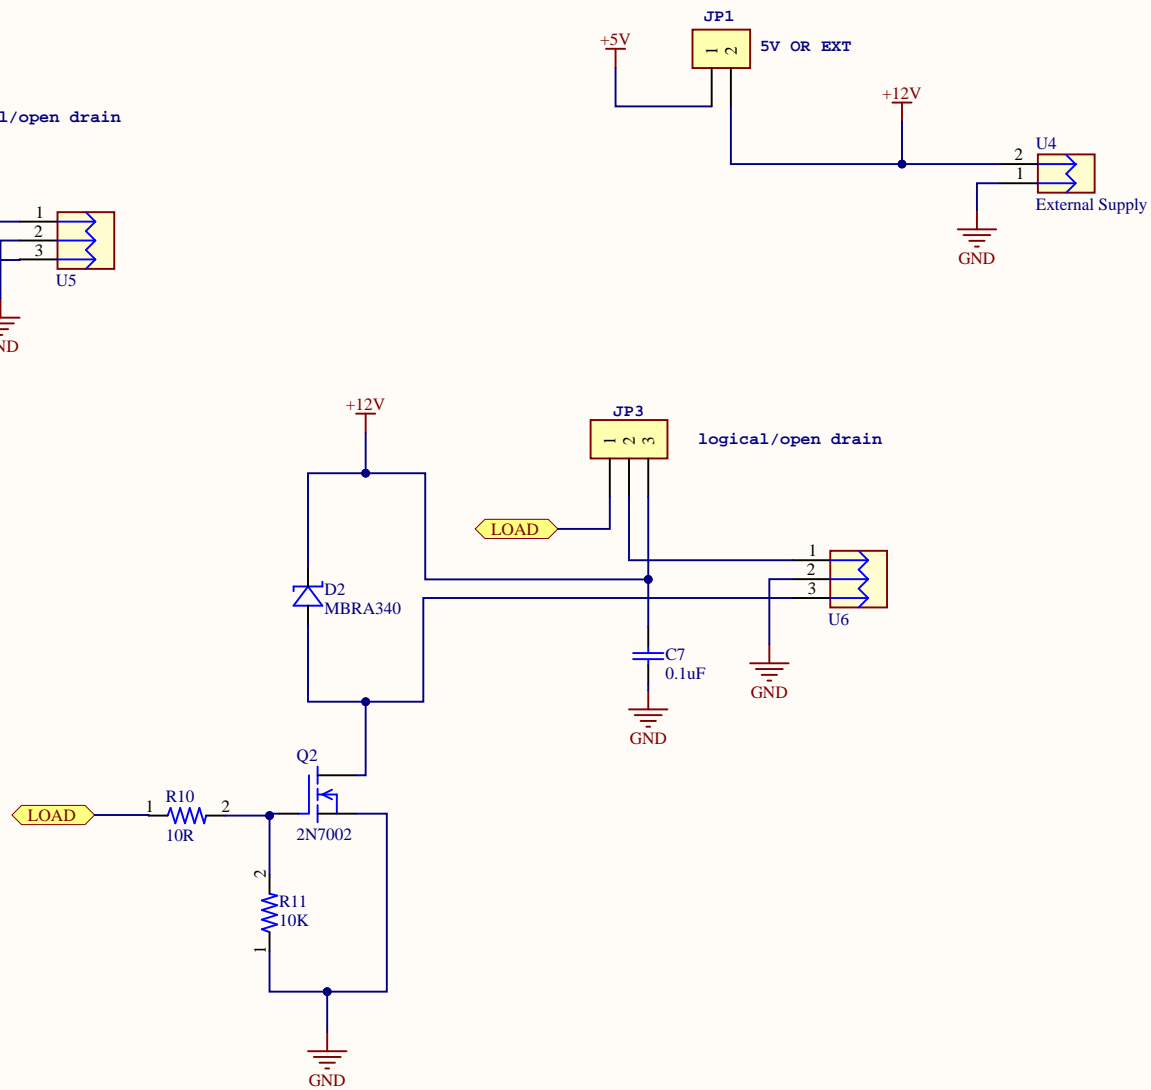 JP1
+5V
1
2
5V OR EXT
+12V
l/open drain
U4
2
1
External Supply
GND
1
2
3
U5
ND
+12V
JP3
1
2
3
logical/open drain
LOAD
1
2
3
U6
D2
MBRA340
C7
0.1uF
GND
GND
Q2
2N7002
LOAD
1
R10
2
10R
2
R11
10K
1
GND